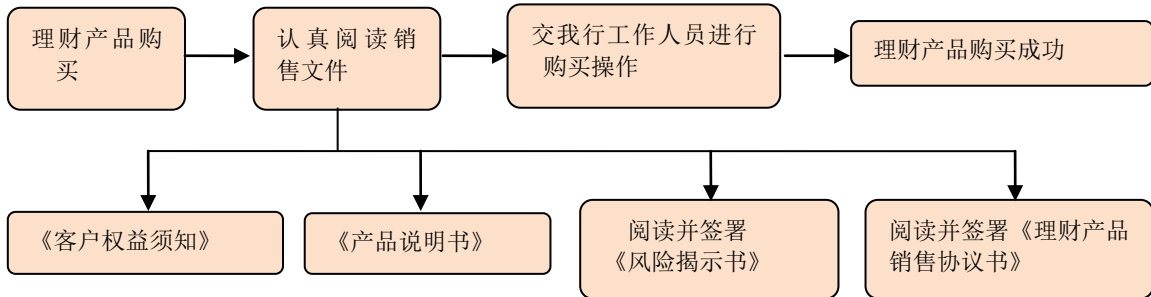 理财产品购
买
认真阅读销
售文件
交我行工作人员进行
购买操作
理财产品购买成功
《客户权益须知》
《产品说明书》
阅读并签署
《风险揭示书》
阅读并签署《理财产品
销售协议书》